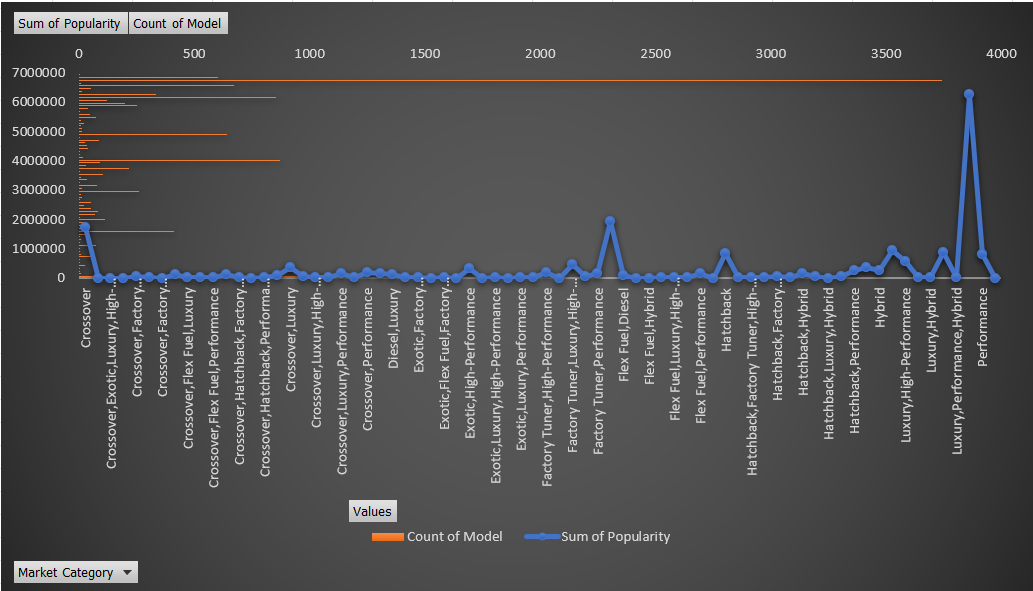 Sum of Popularity Count of Model
0 500 1000 1500 2000 2500 3000 3500 4000
7000000
6000000
5000000
4000000
3000000
2000000
1000000
0
Crossover
Crossover,Exotic,Luxury,High-...
Crossover,Factory...
Crossover,Factory...
Crossover,Flex Fuel,Luxury
Crossover,Flex Fuel,Performance
Crossover,Hatchback,Factory...
Crossover,Hatchback,Performa...
Crossover,Luxury
Crossover,Luxury,High-...
Crossover,Luxury,Performance
Crossover,Performance
Diesel,Luxury
Exotic,Factory...
Exotic,Flex Fuel,Factory...
Exotic,High-Performance
Exotic,Luxury,High-Performance
Exotic,Luxury,Performance
Factory Tuner,High-Performance
Factory Tuner,Luxury,High-...
Factory Tuner,Performance
Flex Fuel,Diesel
Flex Fuel,Hybrid
Flex Fuel,Luxury,High-...
Flex Fuel,Performance
Hatchback
Hatchback,Factory Tuner,High-...
Hatchback,Factory...
Hatchback,Hybrid
Hatchback,Luxury,Hybrid
Hatchback,Performance
Hybrid
Luxury,High-Performance
Luxury,Hybrid
Luxury,Performance,Hybrid
Performance
Values
Count of Model Sum of Popularity
Market Category